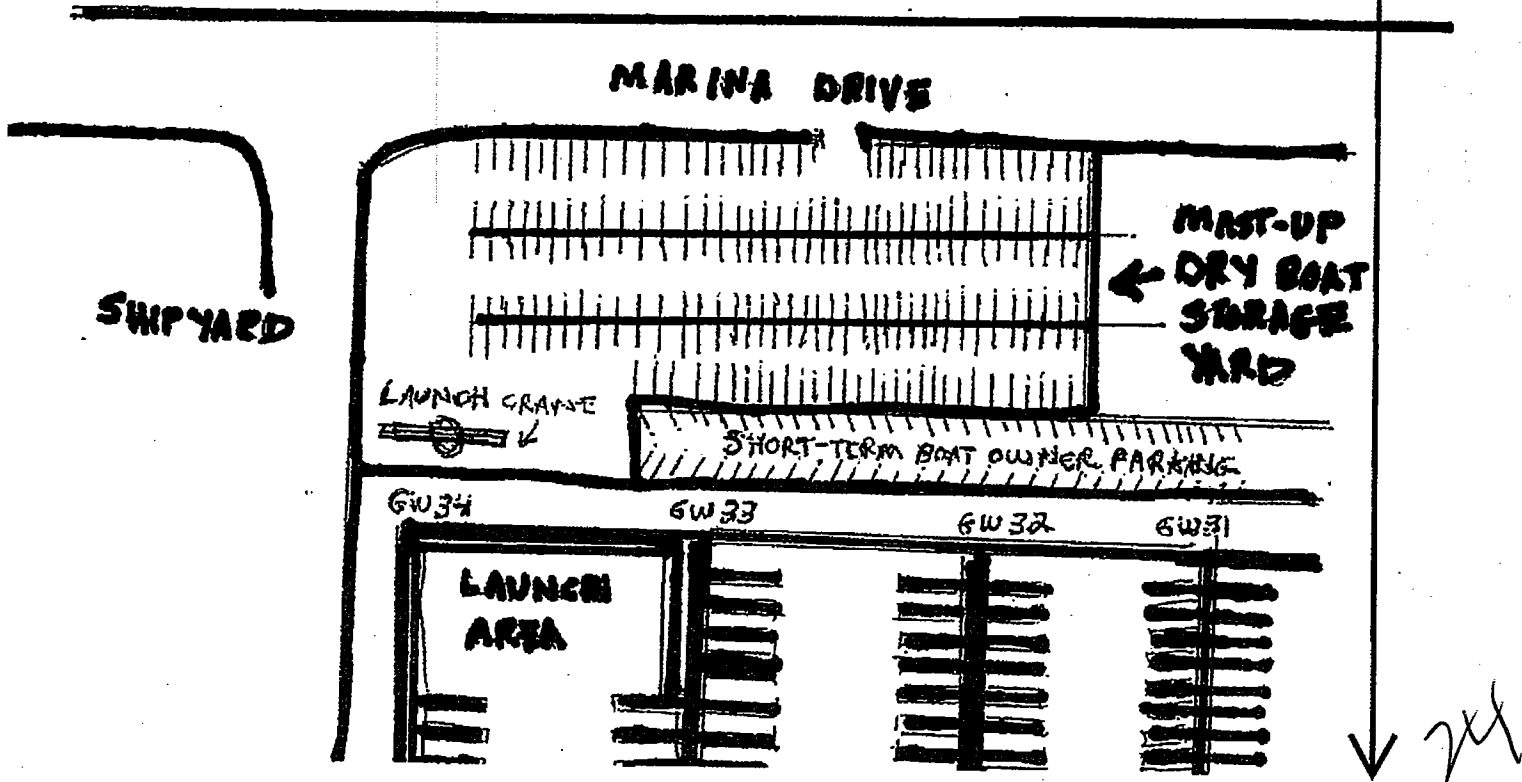 MARINA DRIVE
MAST-UP
DRY BOAT
STORAGE
YARD
SHIPYARD
LAUNCH CRANE
SHORT-TERM BOAT OWNER PARKING
GW34
GW33
GW32
GW31
LAUNCH
AREA